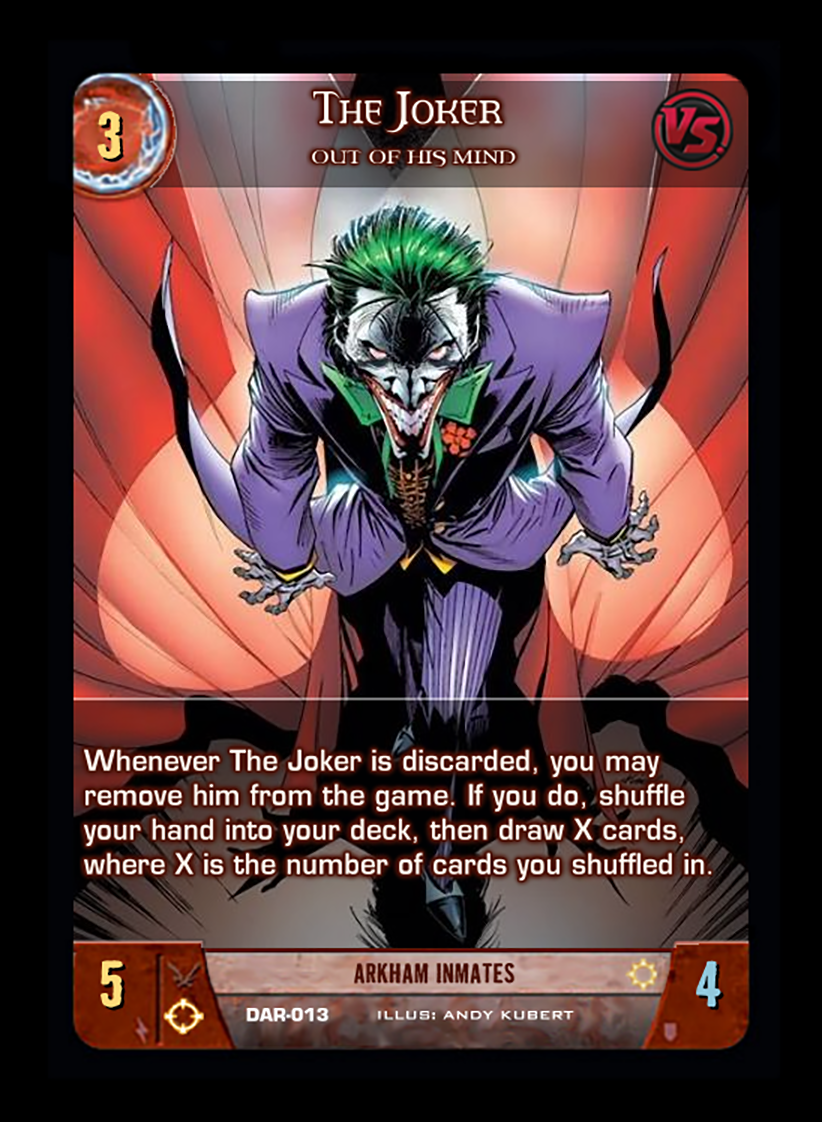 3
The Joker
VS.
Out of His Mind
Whenever The Joker is discarded, you may
remove him from the game. If you do, shuffle
your hand into your deck, then draw X cards,
where X is the number of cards you shuffled in.
5
ARKHAM INMATES
4
DAR-013 ILLUS: ANDY KUBERT